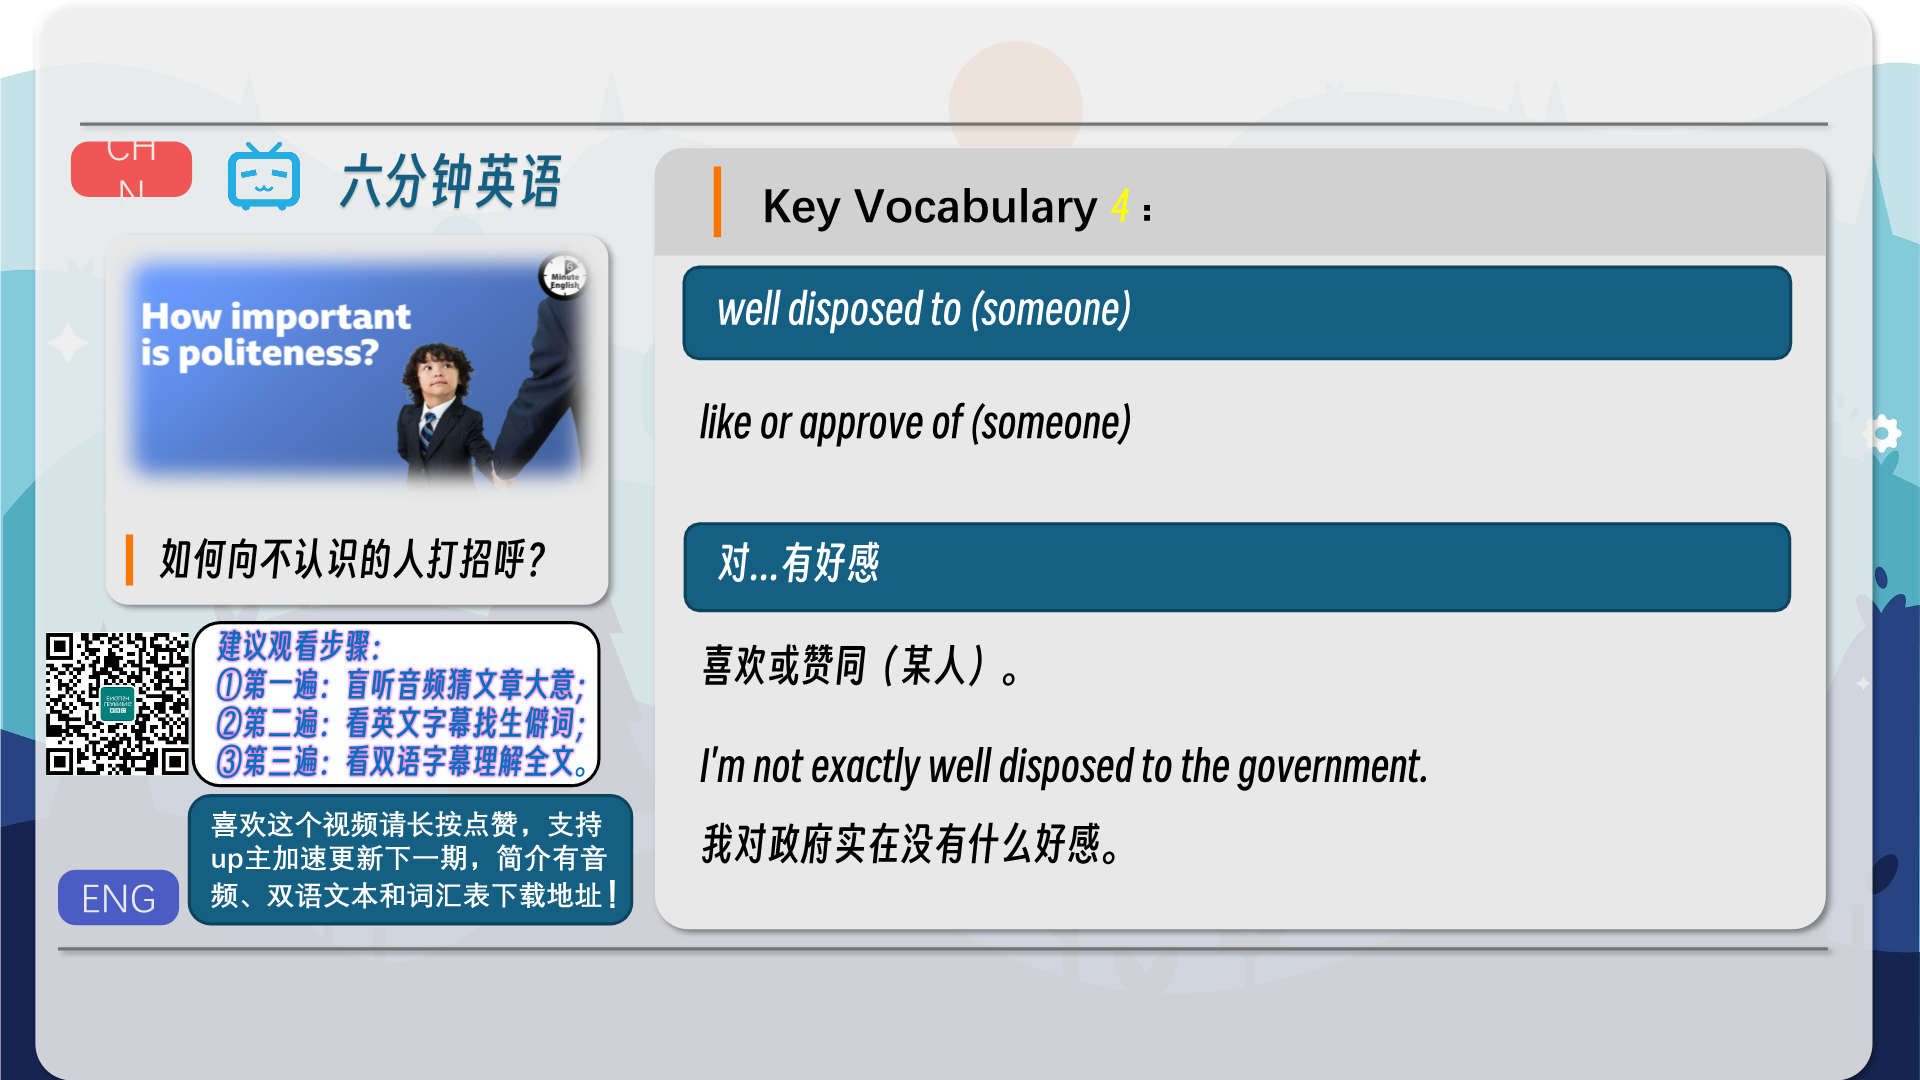 CH
N
六分钟英语
6
Minute
English
How important
is politeness?
如何向不认识的人打招呼?
建议观看步骤:
①第一遍: 盲听音频猜文章大意;
②第二遍: 看英文字幕找生僻词;
③第三遍: 看双语字幕理解全文。
喜欢这个视频请长按点赞，支持
up主加速更新下一期，简介有音
频、双语文本和词汇表下载地址！
ENG
Key Vocabulary 4：
well disposed to (someone)
like or approve of (someone)
对...有好感
喜欢或赞同（某人）。
I'm not exactly well disposed to the government.
我对政府实在没有什么好感。